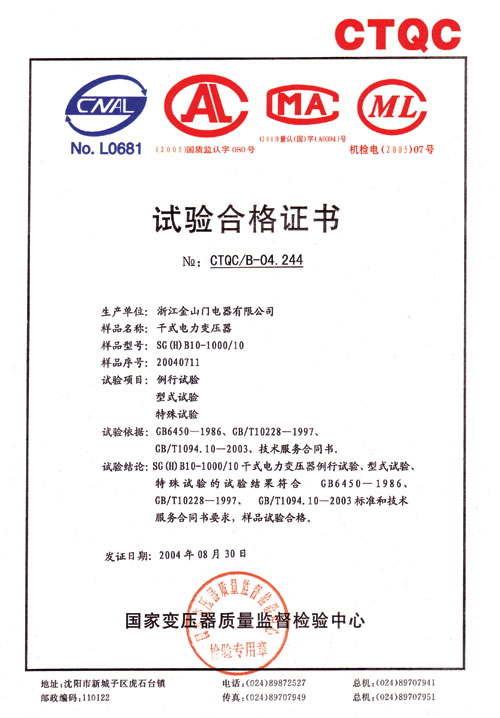 CTQC
CNAL
AL
MA
ML
No. L0681
(2005)国质监认字080号
(2003量认(国)字(A0304)号
机检电(2005)07号
试验合格证书
№: CTQC/B-04.244
生产单位: 浙江金山门电器有限公司
样品名称: 干式电力变压器
样品型号: SG(H)B10-1000/10
样品序号: 20040711
试验项目: 例行试验
型式试验
特殊试验
试验依据: GB6450—1986、GB/T10228—1997、
GB/T1094.10—2003、技术服务合同书.
试验结论: SG(H)B10-1000/10干式电力变压器例行试验、型式试验、
特殊试验的试验结果符合 GB6450—1986、
GB/T10228—1997、 GB/T1094.10—2003标准和技术
服务合同书要求，样品试验合格。
发证日期: 2004年08月30日
国家变压器质量监督检验中心
检验专用章
地址:沈阳市新城子区虎石台镇 电话:(024)89872527 总机:(024)89707941
邮政编码:110122 传真:(024)89707949 总机:(024)89707951